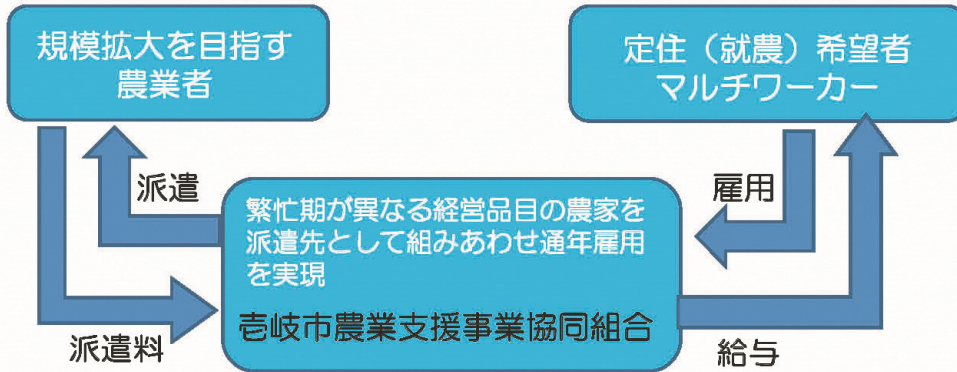 規模拡大を目指す
農業者
定住（就農）希望者
マルチワーカー
派遣
雇用
繁忙期が異なる経営品目の農家を
派遣先として組みあわせ通年雇用
を実現
壱岐市農業支援事業協同組合
派遣料
給与